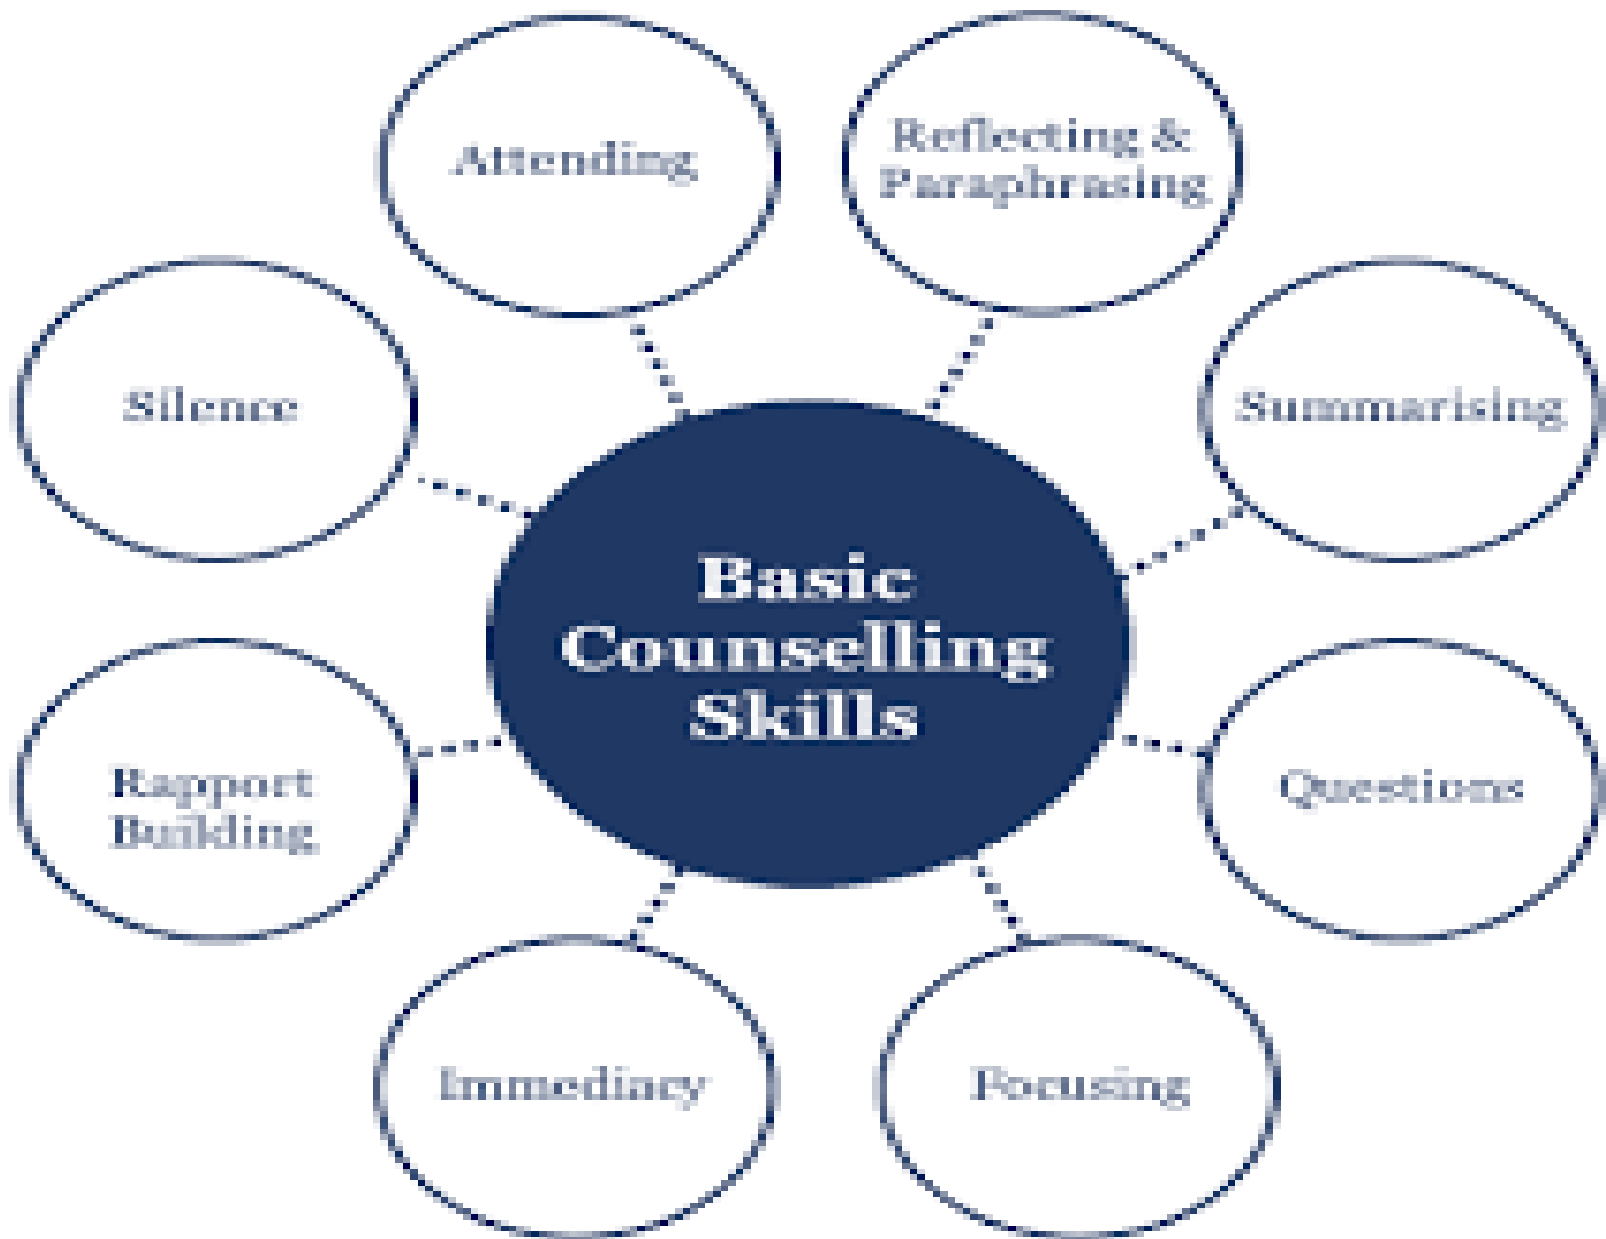 Attending
Reflecting &
Paraphrasing
Silence
Summarising
Basic
Counselling
Skills
Rapport
Building
Questions
Immediacy
Focusing